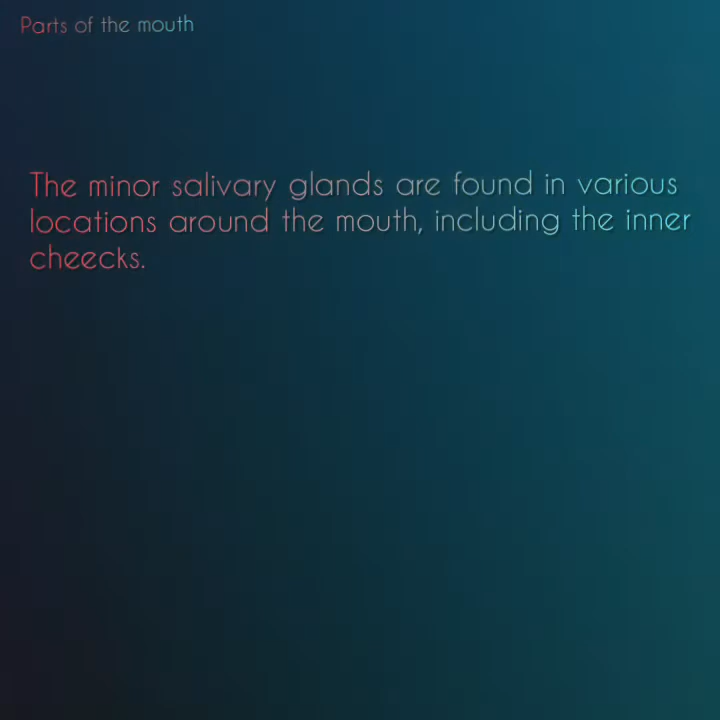 Parts of the mouth
The minor salivary glands are found in various
locations around the mouth, including the inner
cheecks.